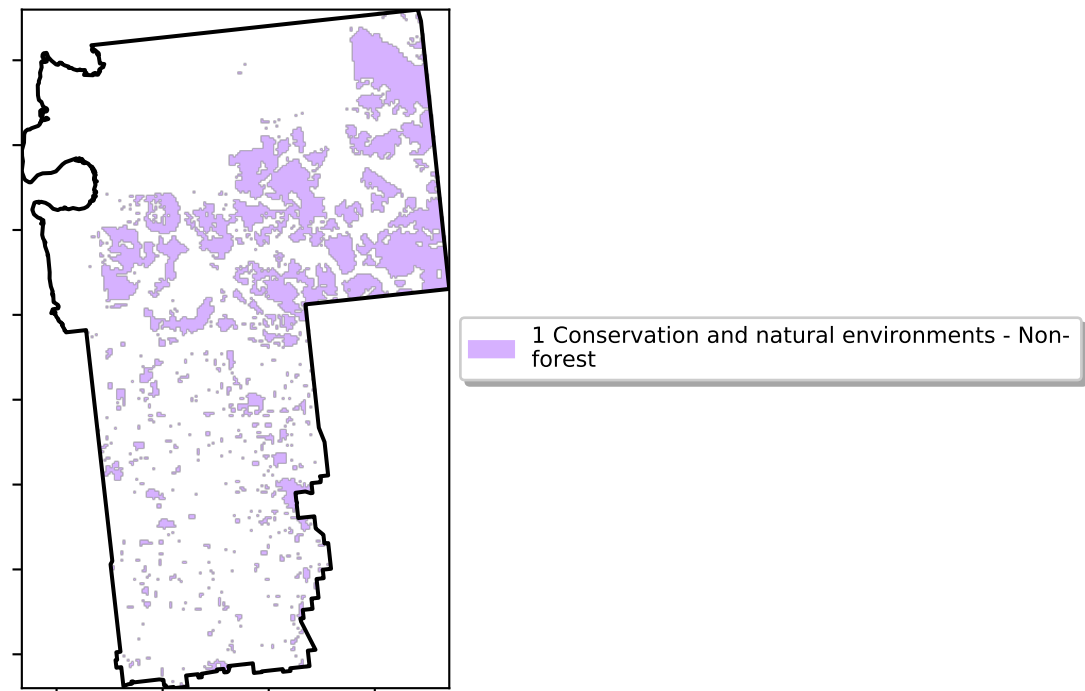 1 Conservation and natural environments - Non-
forest